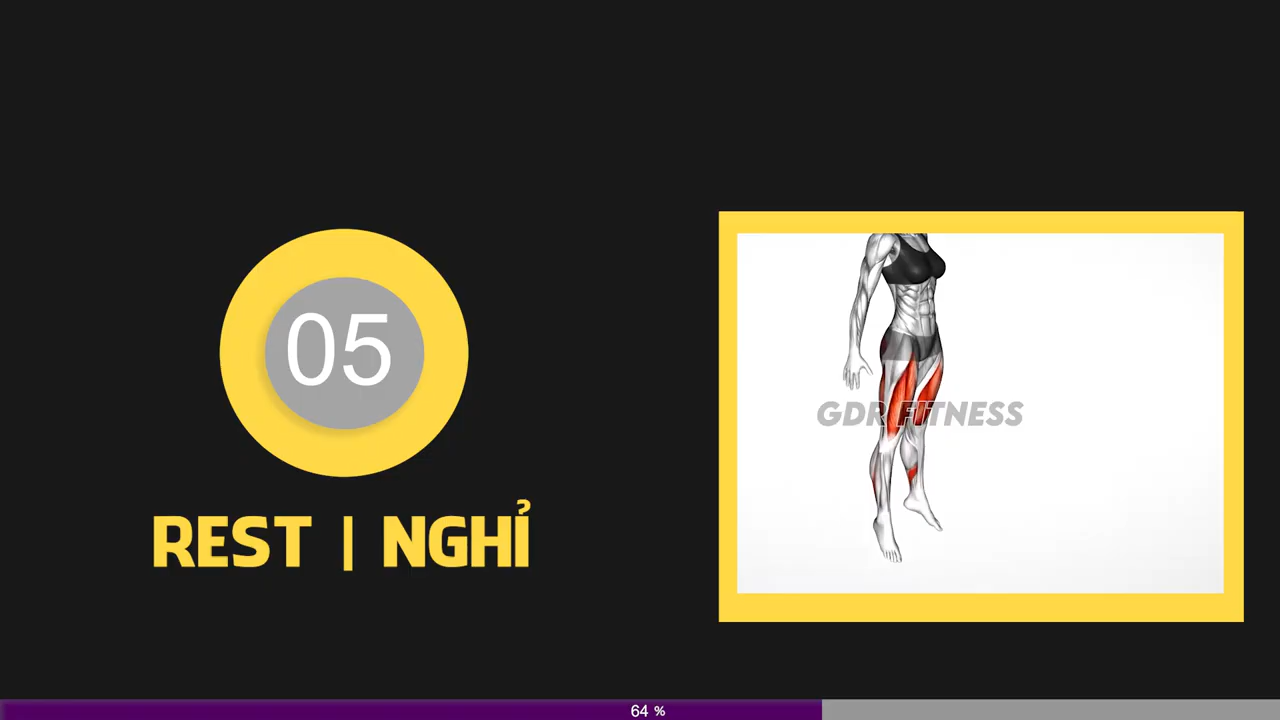 05
REST | NGHỈ
GDR FITNESS
64 %